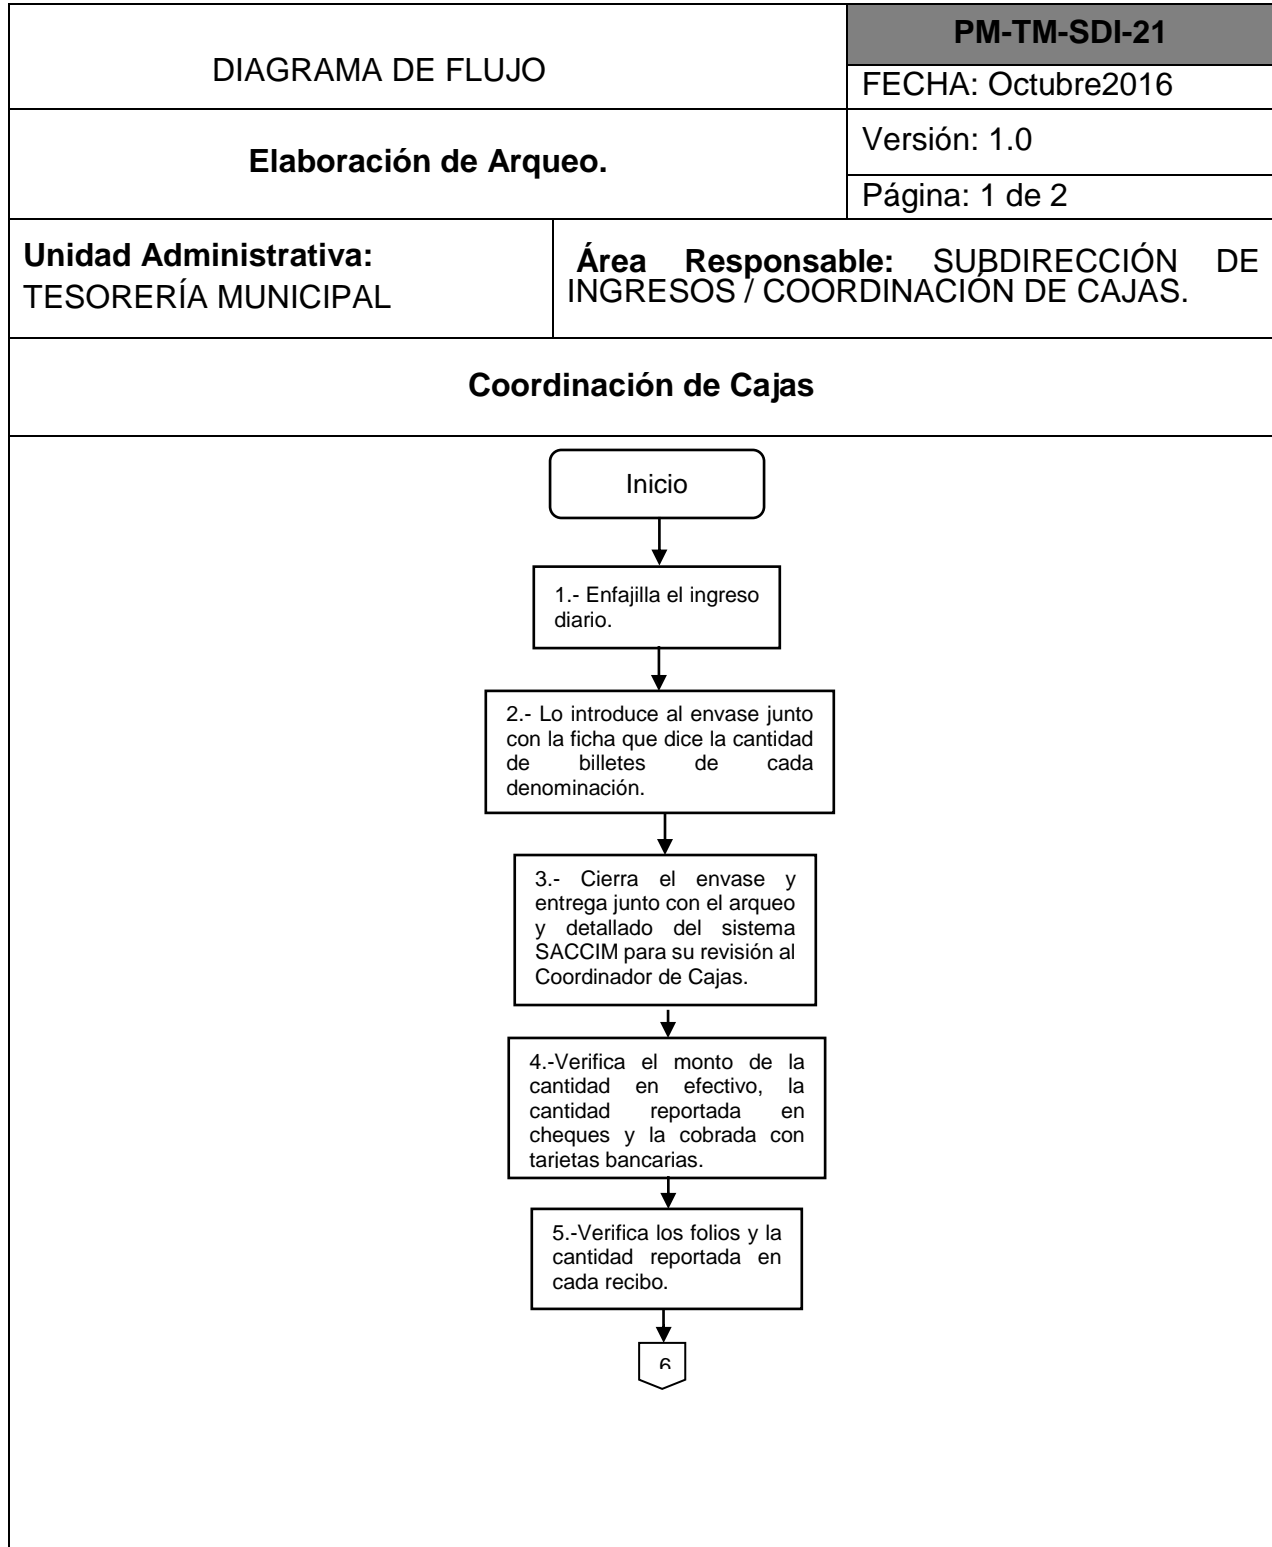 DIAGRAMA DE FLUJO
PM-TM-SDI-21
FECHA: Octubre2016
Elaboración de Arqueo.
Versión: 1.0
Página: 1 de 2
Unidad Administrativa:
TESORERÍA MUNICIPAL
Área Responsable: SUBDIRECCIÓN DE
INGRESOS / COORDINACIÓN DE CAJAS.
Coordinación de Cajas
Inicio
1.- Enfajilla el ingreso
diario.
2.- Lo introduce al envase junto
con la ficha que dice la cantidad
de billetes de cada
denominación.
3.- Cierra el envase y
entrega junto con el arqueo
y detallado del sistema
SACCIM para su revisión al
Coordinador de Cajas.
4.-Verifica el monto de la
cantidad en efectivo, la
cantidad reportada en
cheques y la cobrada con
tarjetas bancarias.
5.-Verifica los folios y la
cantidad reportada en
cada recibo.
6